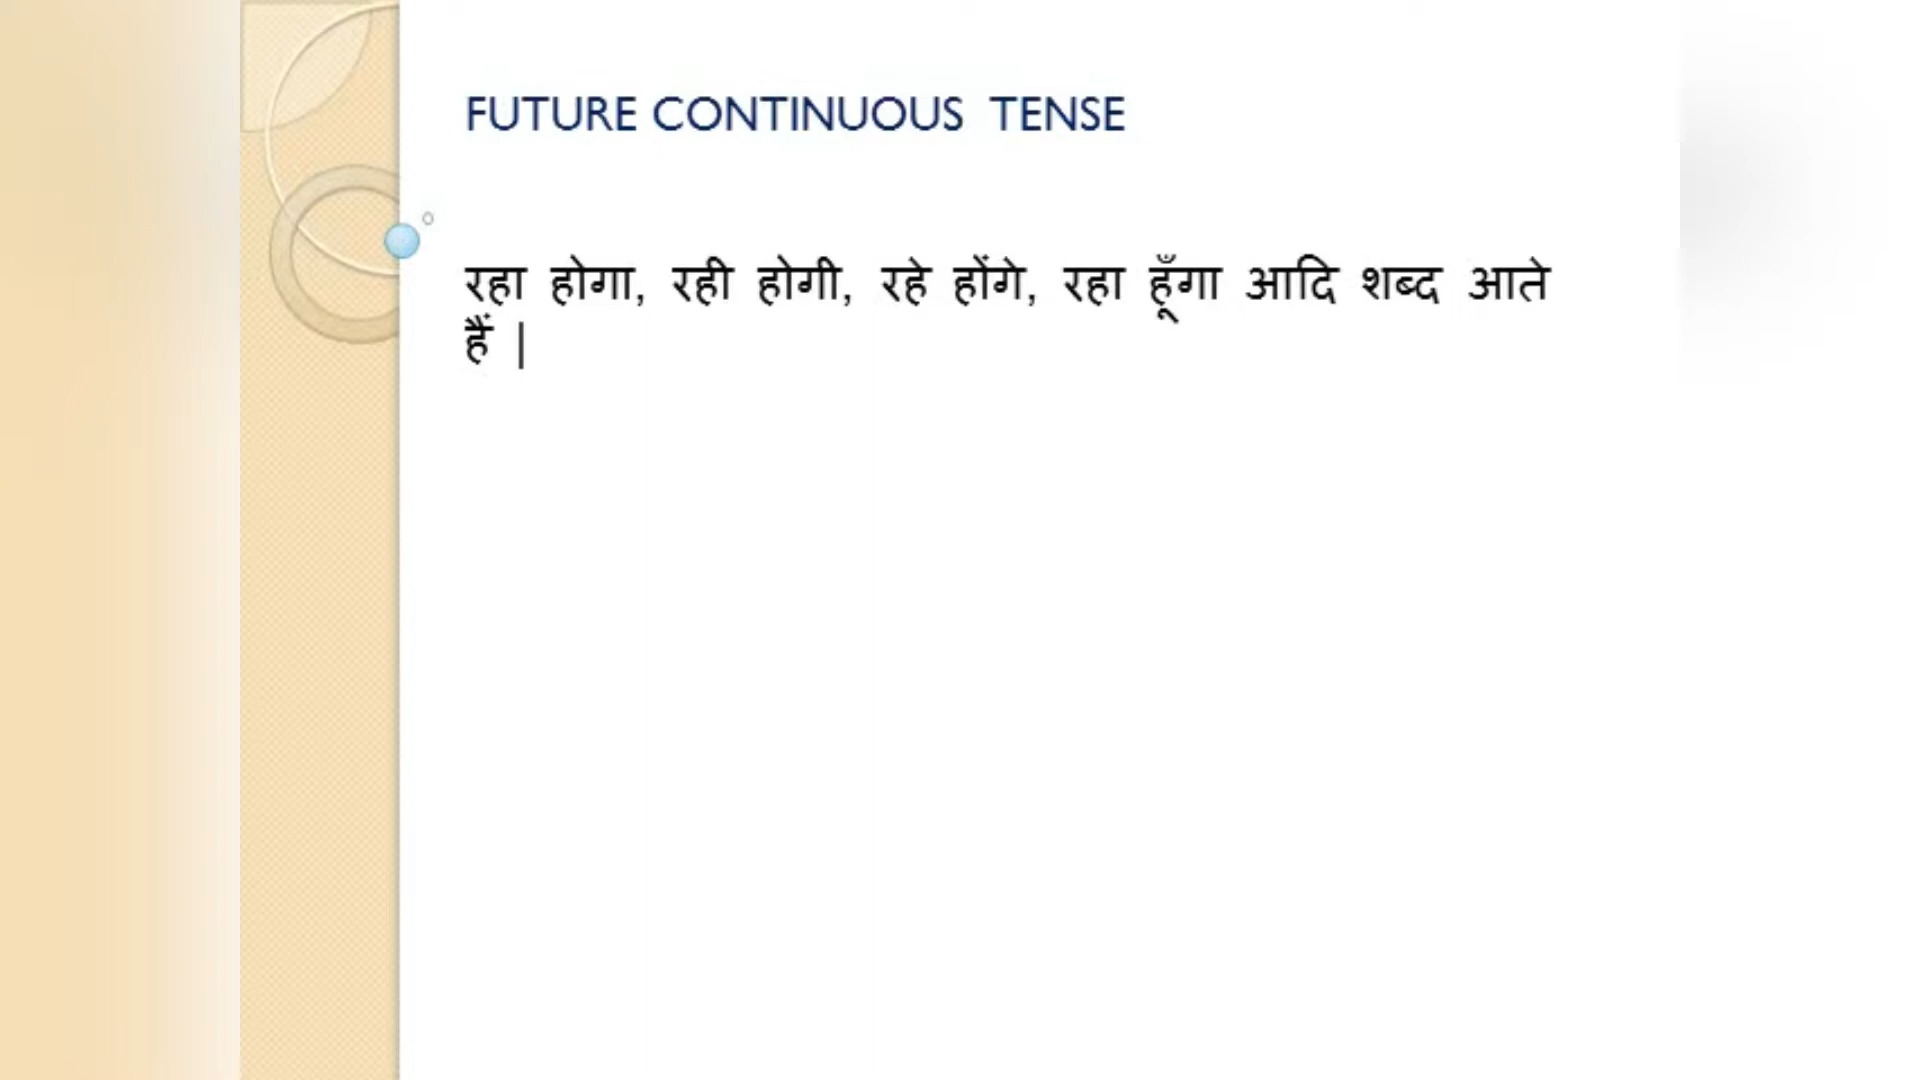 FUTURE CONTINUOUS TENSE
रहा होगा, रही होगी, रहे होंगे, रहा हूँगा आदि शब्द आते
हैं |